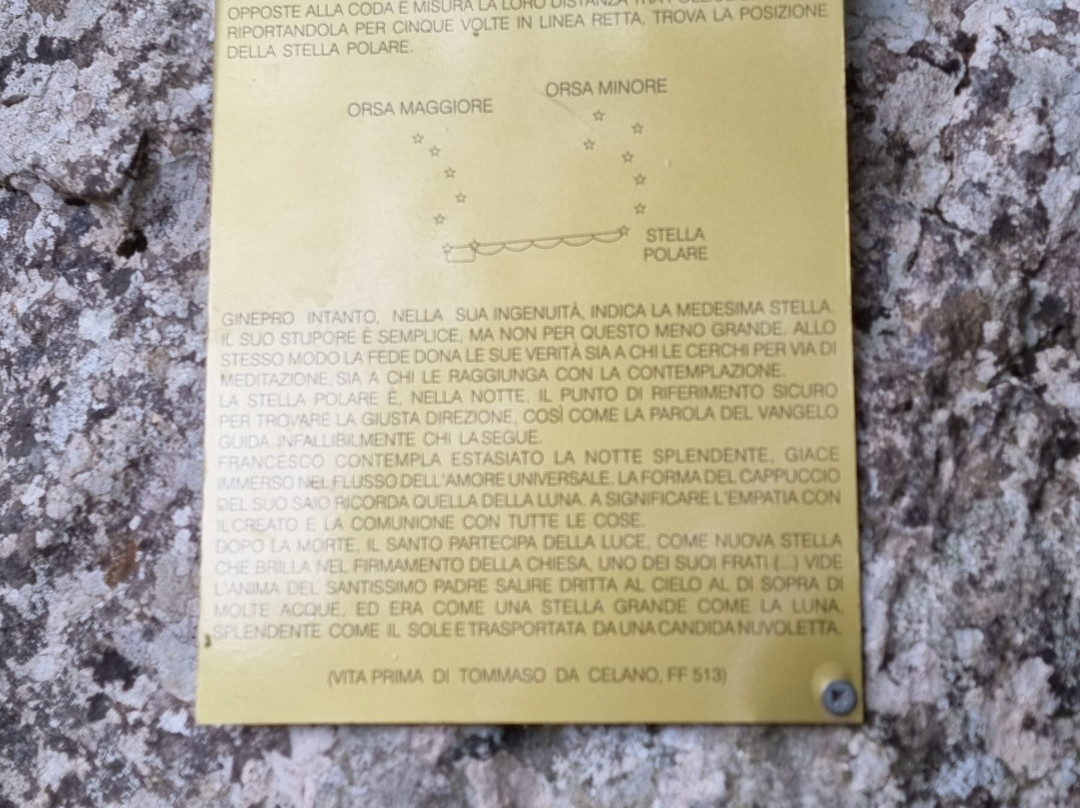 OPPOSTE ALLA CODA E MISURA LA LORO DISTANZA TRA
RIPORTANDOLA PER CINQUE VOLTE IN LINEA RETTA, TROVA LA POSIZIONE
DELLA STELLA POLARE.
ORSA MAGGIORE
ORSA MINORE
STELLA
POLARE
GINEPRO INTANTO, NELLA SUA INGENUITÀ, INDICA LA MEDESIMA STELLA.
IL SUO STUPORE È SEMPLICE, MA NON PER QUESTO MENO GRANDE. ALLO
STESSO MODO LA FEDE DONA LE SUE VERITÀ SIA A CHI LE CERCHI PER VIA DI
MEDITAZIONE, SIA A CHI LE RAGGIUNGA CON LA CONTEMPLAZIONE.
LA STELLA POLARE È, NELLA NOTTE, IL PUNTO DI RIFERIMENTO SICURO
PER TROVARE LA GIUSTA DIREZIONE, COSÌ COME LA PAROLA DEL VANGELO
GUIDA INFALLIBILMENTE CHI LA SEGUE.
FRANCESCO CONTEMPLA ESTASIATO LA NOTTE SPLENDENTE, GIACE
IMMERSO NEL FLUSSO DELL'AMORE UNIVERSALE. LA FORMA DEL CAPPUCCIO
DEL SUO SAIO RICORDA QUELLA DELLA LUNA, A SIGNIFICARE L'EMPATIA CON
IL CREATO E LA COMUNIONE CON TUTTE LE COSE.
DOPO LA MORTE, IL SANTO PARTECIPA DELLA LUCE, COME NUOVA STELLA
CHE BRILLA NEL FIRMAMENTO DELLA CHIESA, UNO DEI SUOI FRATI (...) VIDE
L'ANIMA DEL SANTISSIMO PADRE SALIRE DRITTA AL CIELO AL DI SOPRA DI
MOLTE ACQUE, ED ERA COME UNA STELLA GRANDE COME LA LUNA,
SPLENDENTE COME IL SOLE E TRASPORTATA DA UNA CANDIDA NUVOLETTA.
(VITA PRIMA DI TOMMASO DA CELANO, FF 513)